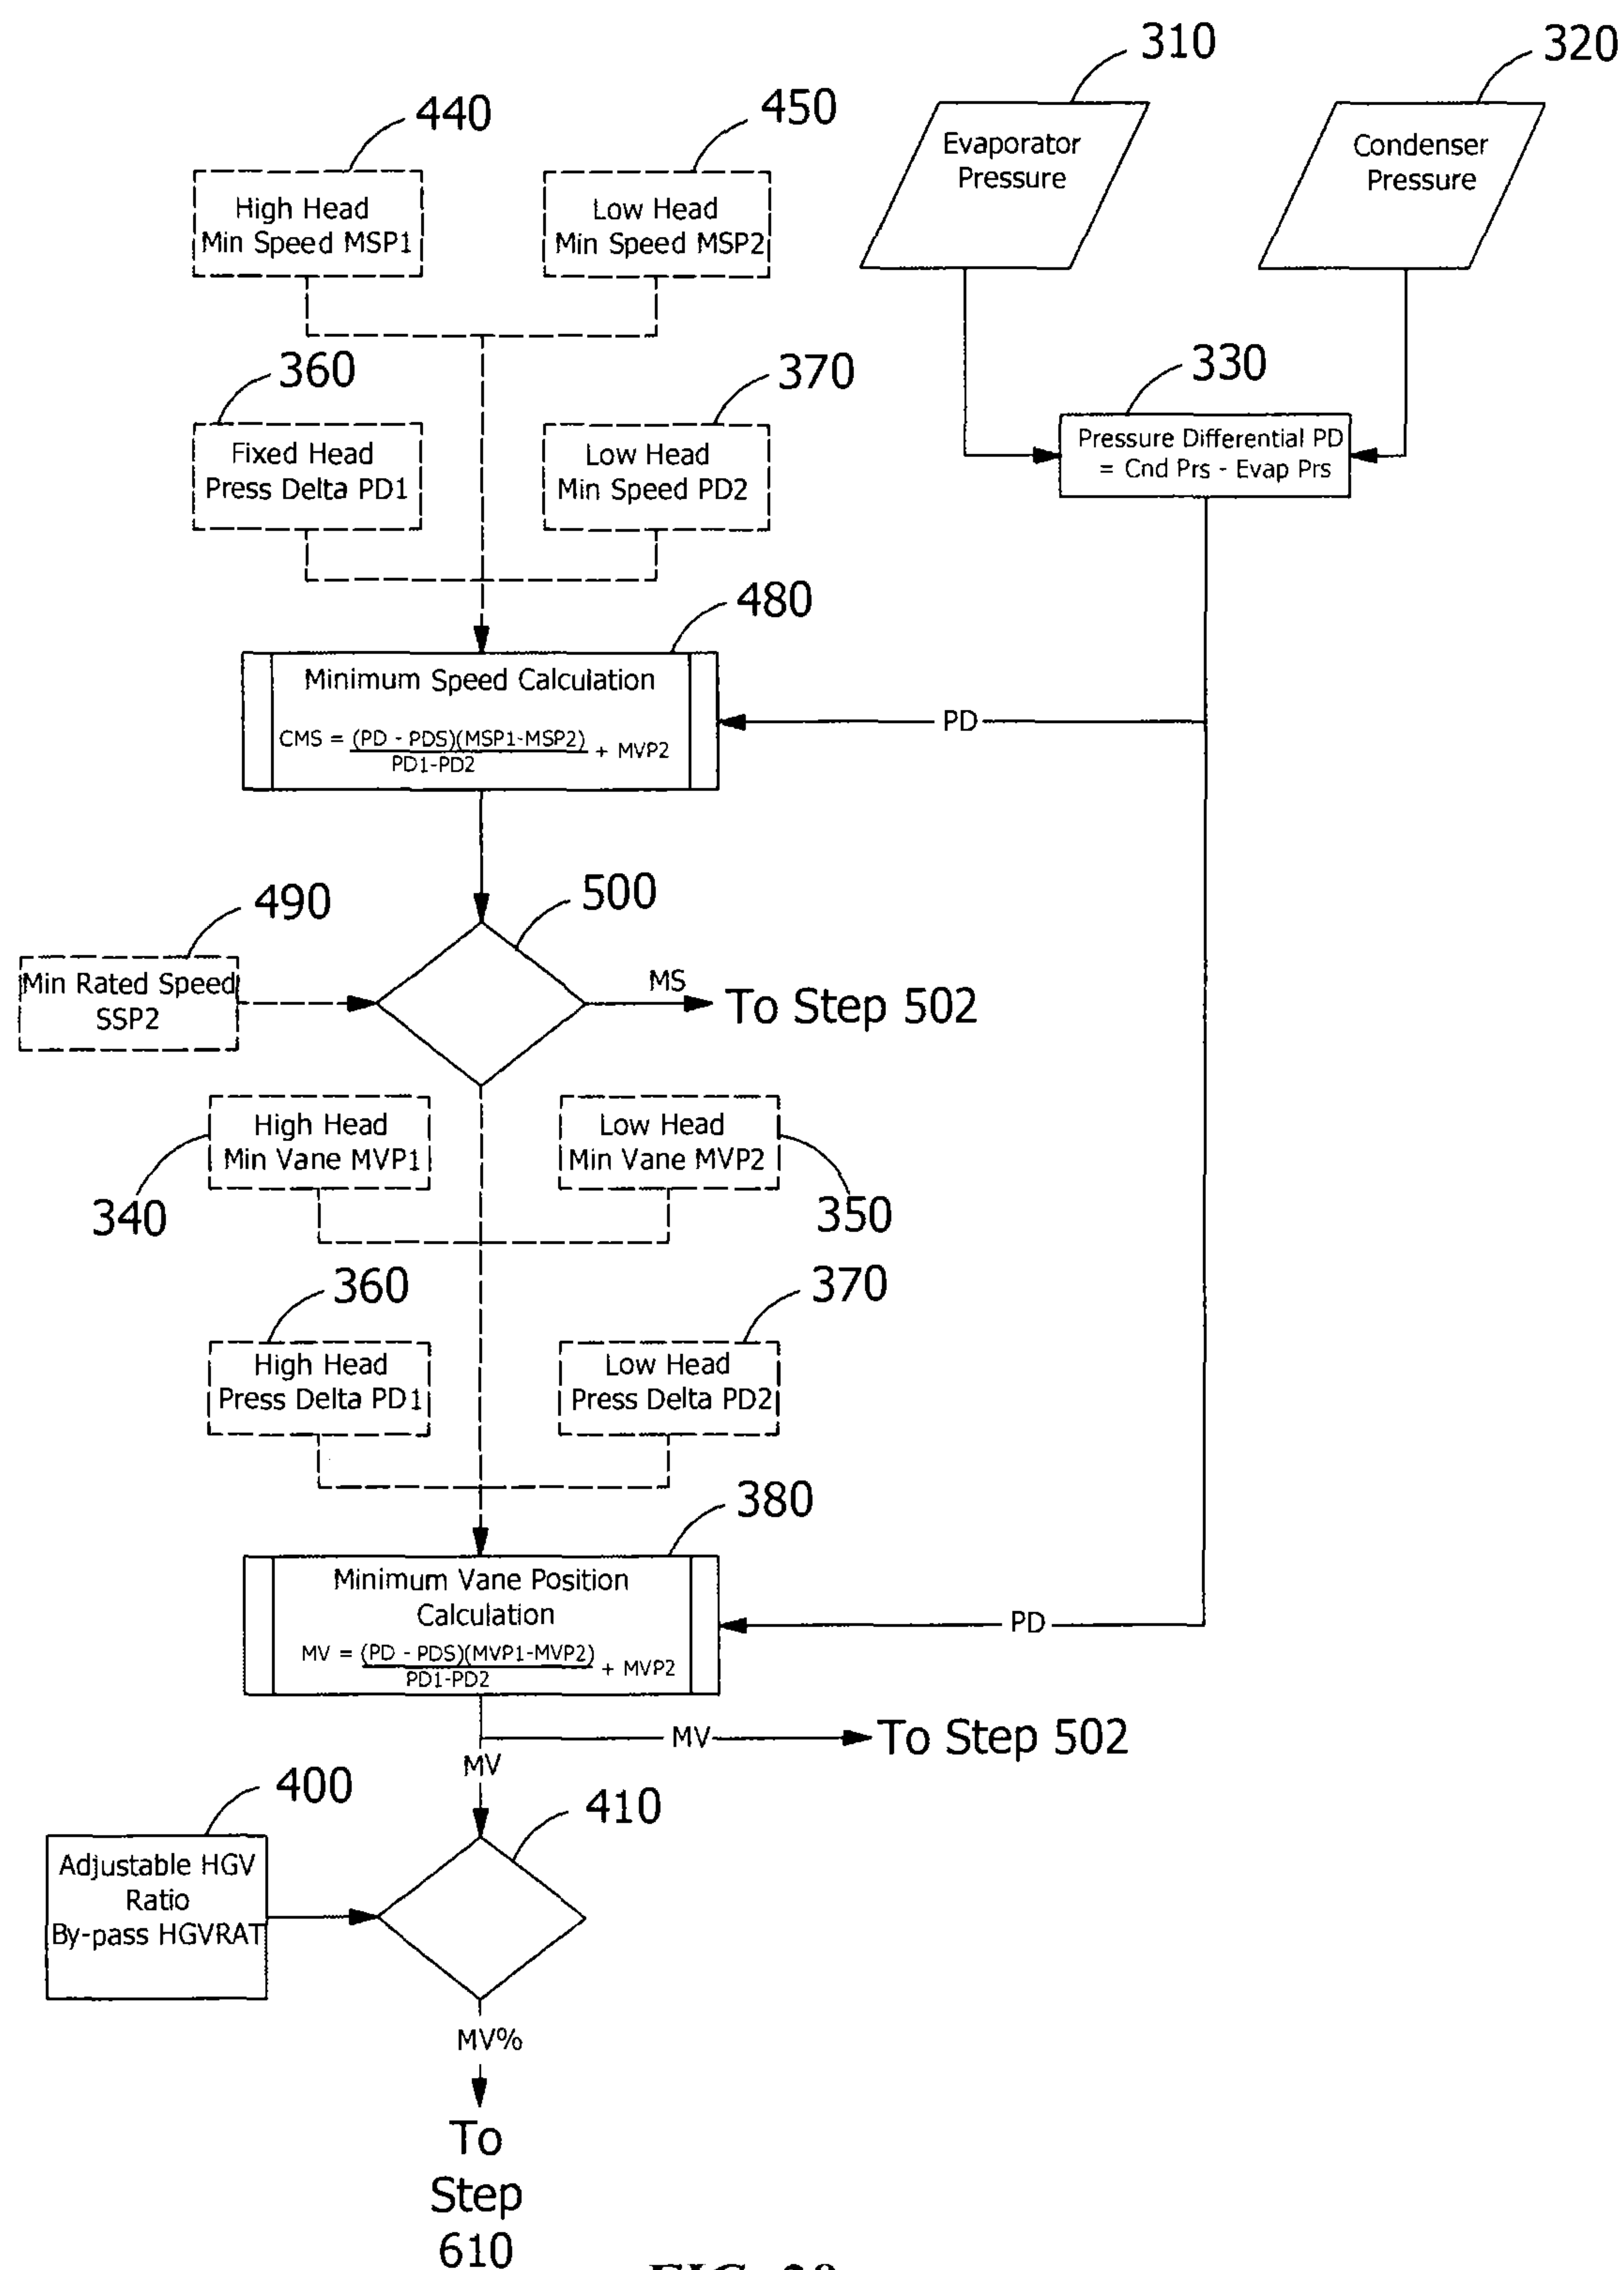 310
320
440
450
Evaporator
Pressure
Condenser
Pressure
High Head
Min Speed MSP1
Low Head
Min Speed MSP2
360
370
330
Fixed Head
Press Delta PD1
Low Head
Min Speed PD2
Pressure Differential PD
= Cnd Prs - Evap Prs
480
Minimum Speed Calculation
CMS = (PD - PDS)(MSP1-MSP2) + MVP2
PD1-PD2
PD
490
500
Min Rated Speed
SSP2
MS
To Step 502
High Head
Min Vane MVP1
Low Head
Min Vane MVP2
340
350
360
370
High Head
Press Delta PD1
Low Head
Press Delta PD2
380
Minimum Vane Position
Calculation
MV = (PD - PDS)(MVP1-MVP2) + MVP2
PD1-PD2
PD
MV
To Step 502
MV
400
410
Adjustable HGV
Ratio
By-pass HGVRAT
MV%
To
Step
610